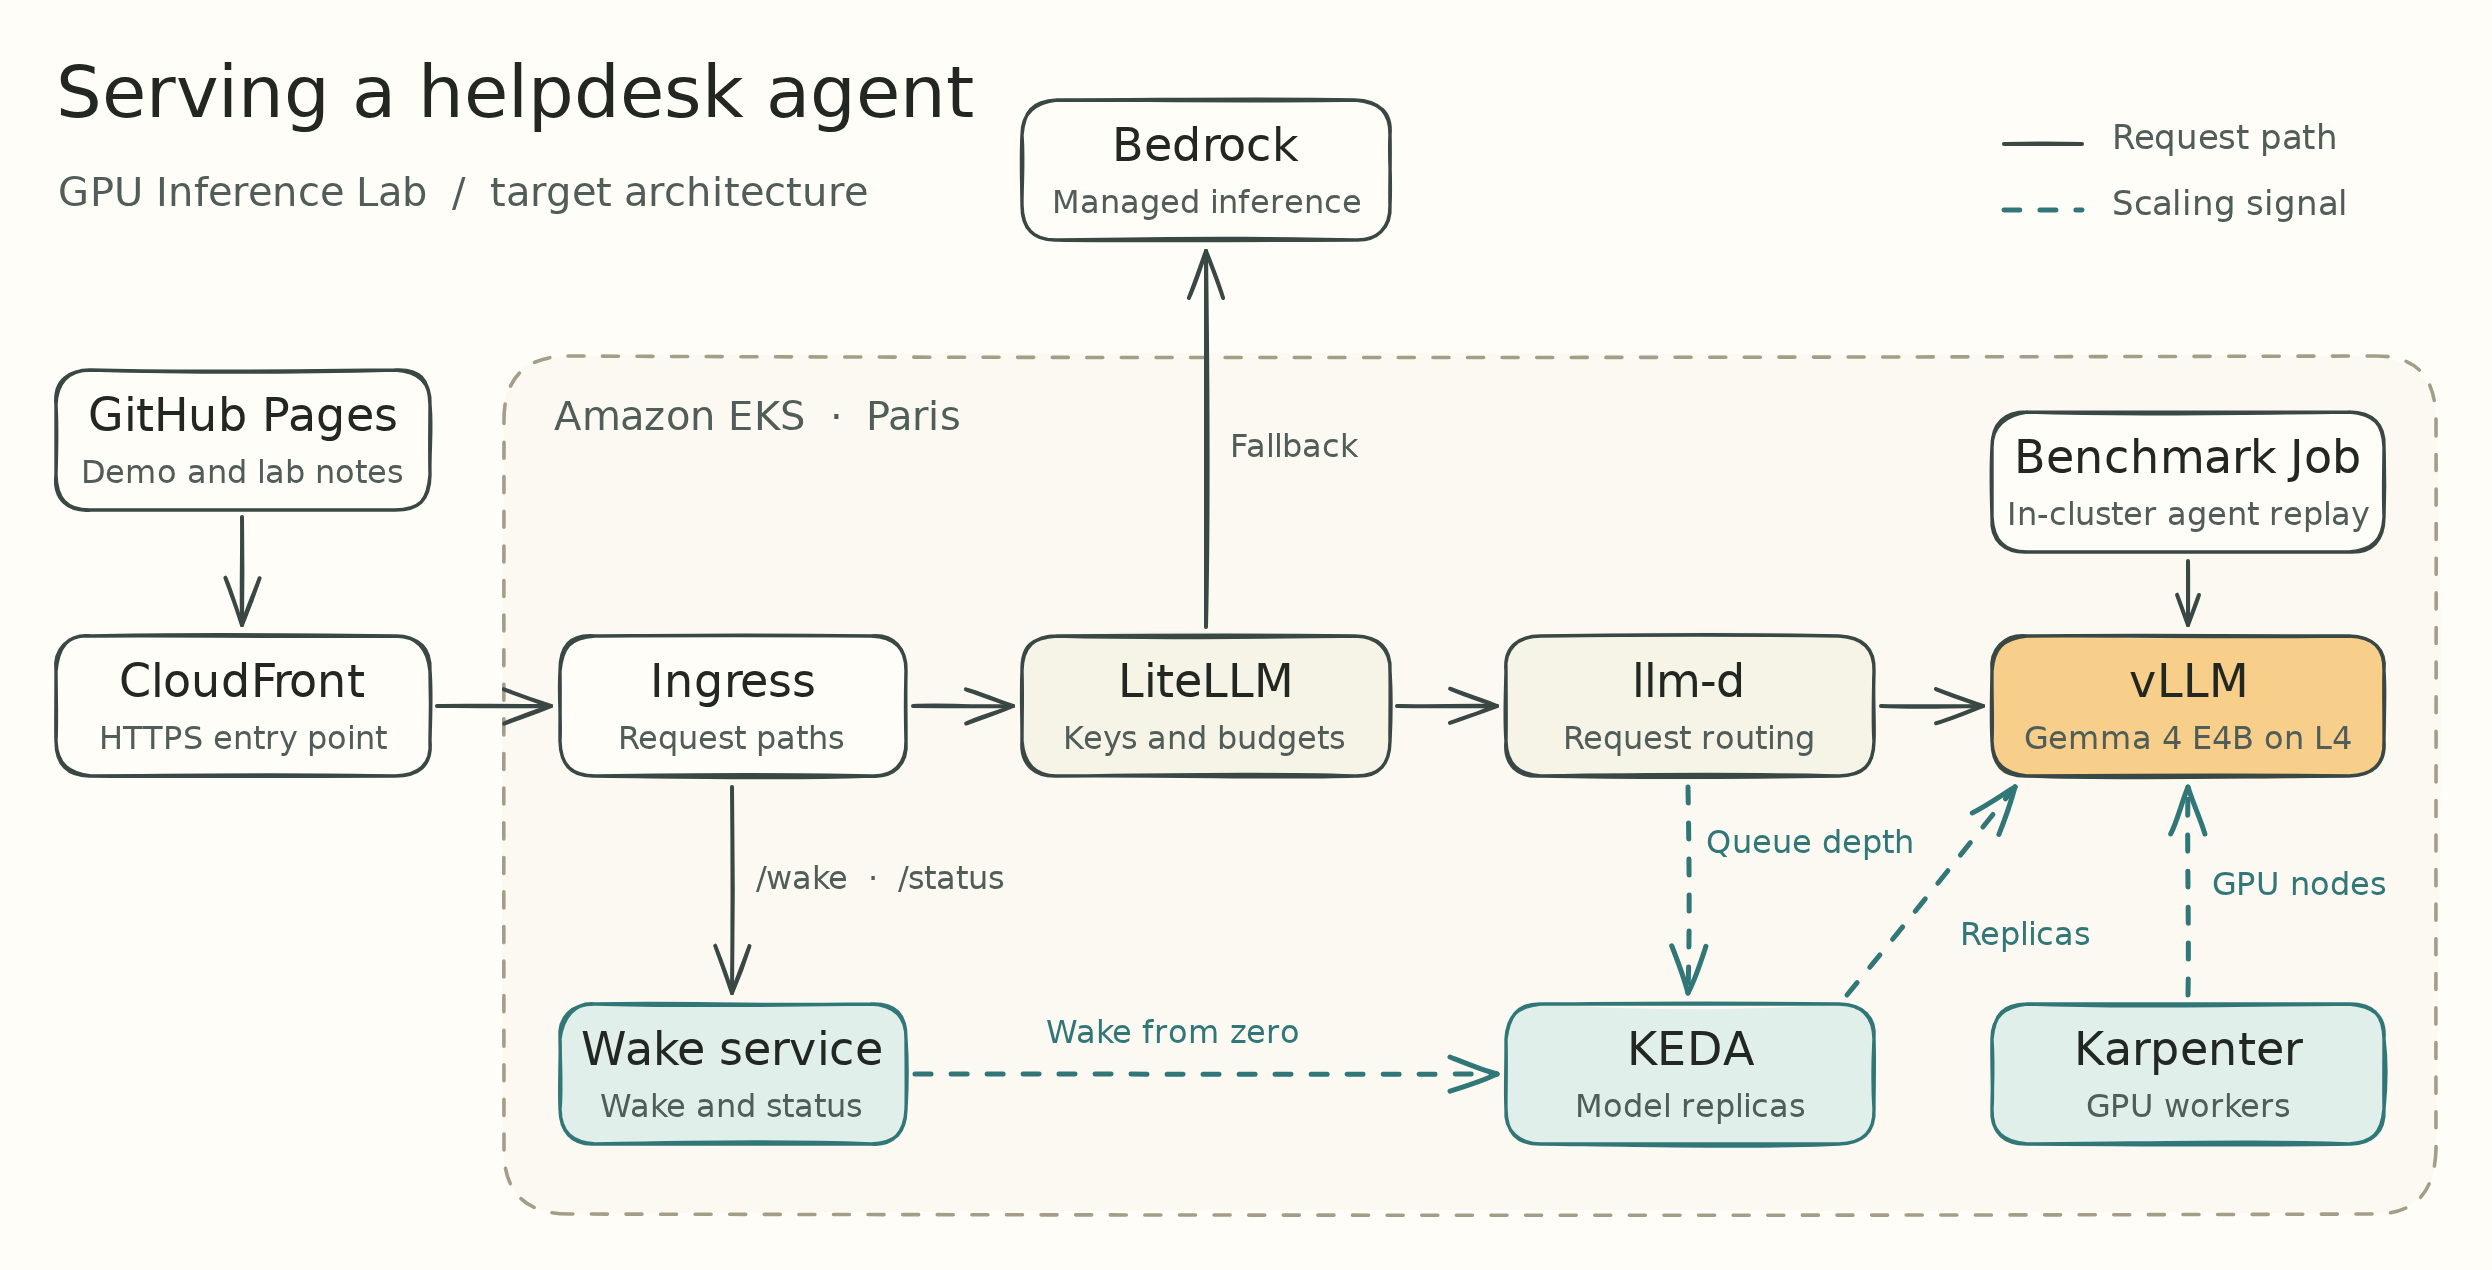 Serving a helpdesk agent
GPU Inference Lab / target architecture
Bedrock
Managed inference
Request path
Scaling signal
GitHub Pages
Demo and lab notes
Amazon EKS · Paris
Fallback
Benchmark Job
In-cluster agent replay
CloudFront
HTTPS entry point
Ingress
Request paths
LiteLLM
Keys and budgets
llm-d
Request routing
vLLM
Gemma 4 E4B on L4
/wake · /status
Queue depth
GPU nodes
Replicas
Wake service
Wake and status
Wake from zero
KEDA
Model replicas
Karpenter
GPU workers